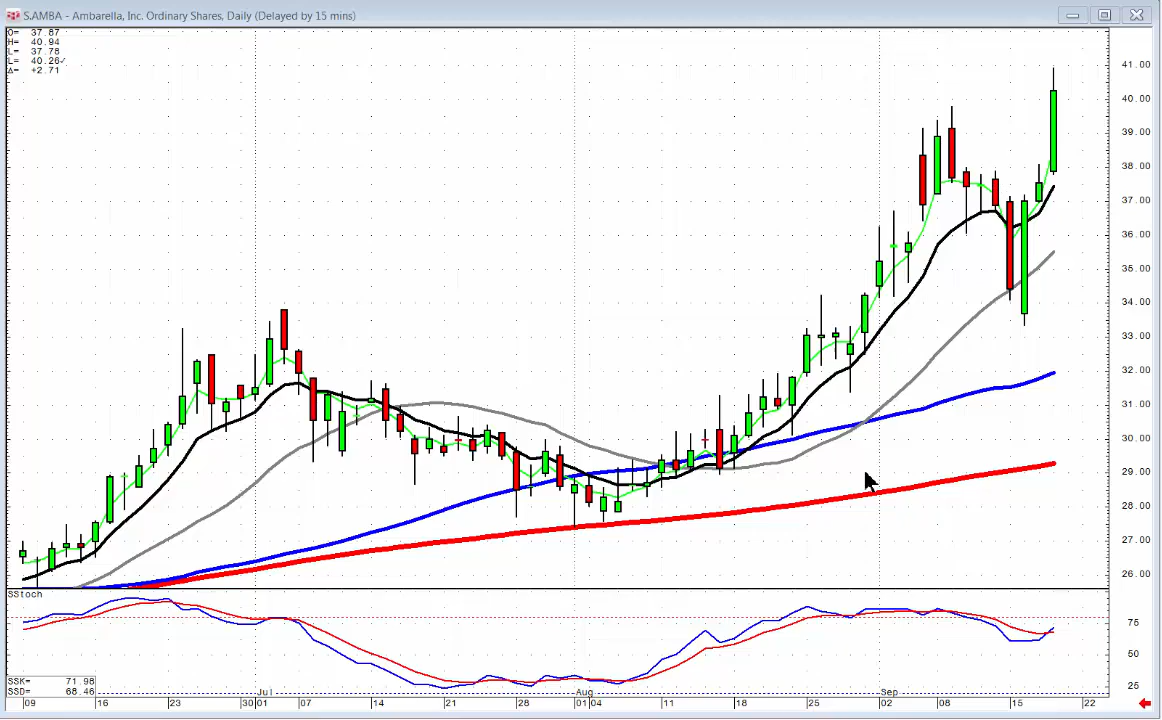 S.AMBA - Ambarella, Inc. Ordinary Shares, Daily (Delayed by 15 mins)
O= 37.87
H= 40.94
L= 37.78
L= 40.26✓
Δ= +2.71
41.00
40.00
39.00
38.00
37.00
36.00
35.00
34.00
33.00
32.00
31.00
30.00
29.00
28.00
27.00
26.00
SStoch
75
50
25
SSK= 71.98
SSD= 68.46
Jul Aug Sep
09 16 23 30 01 07 14 21 28 01 04 11 18 25 02 08 15 22